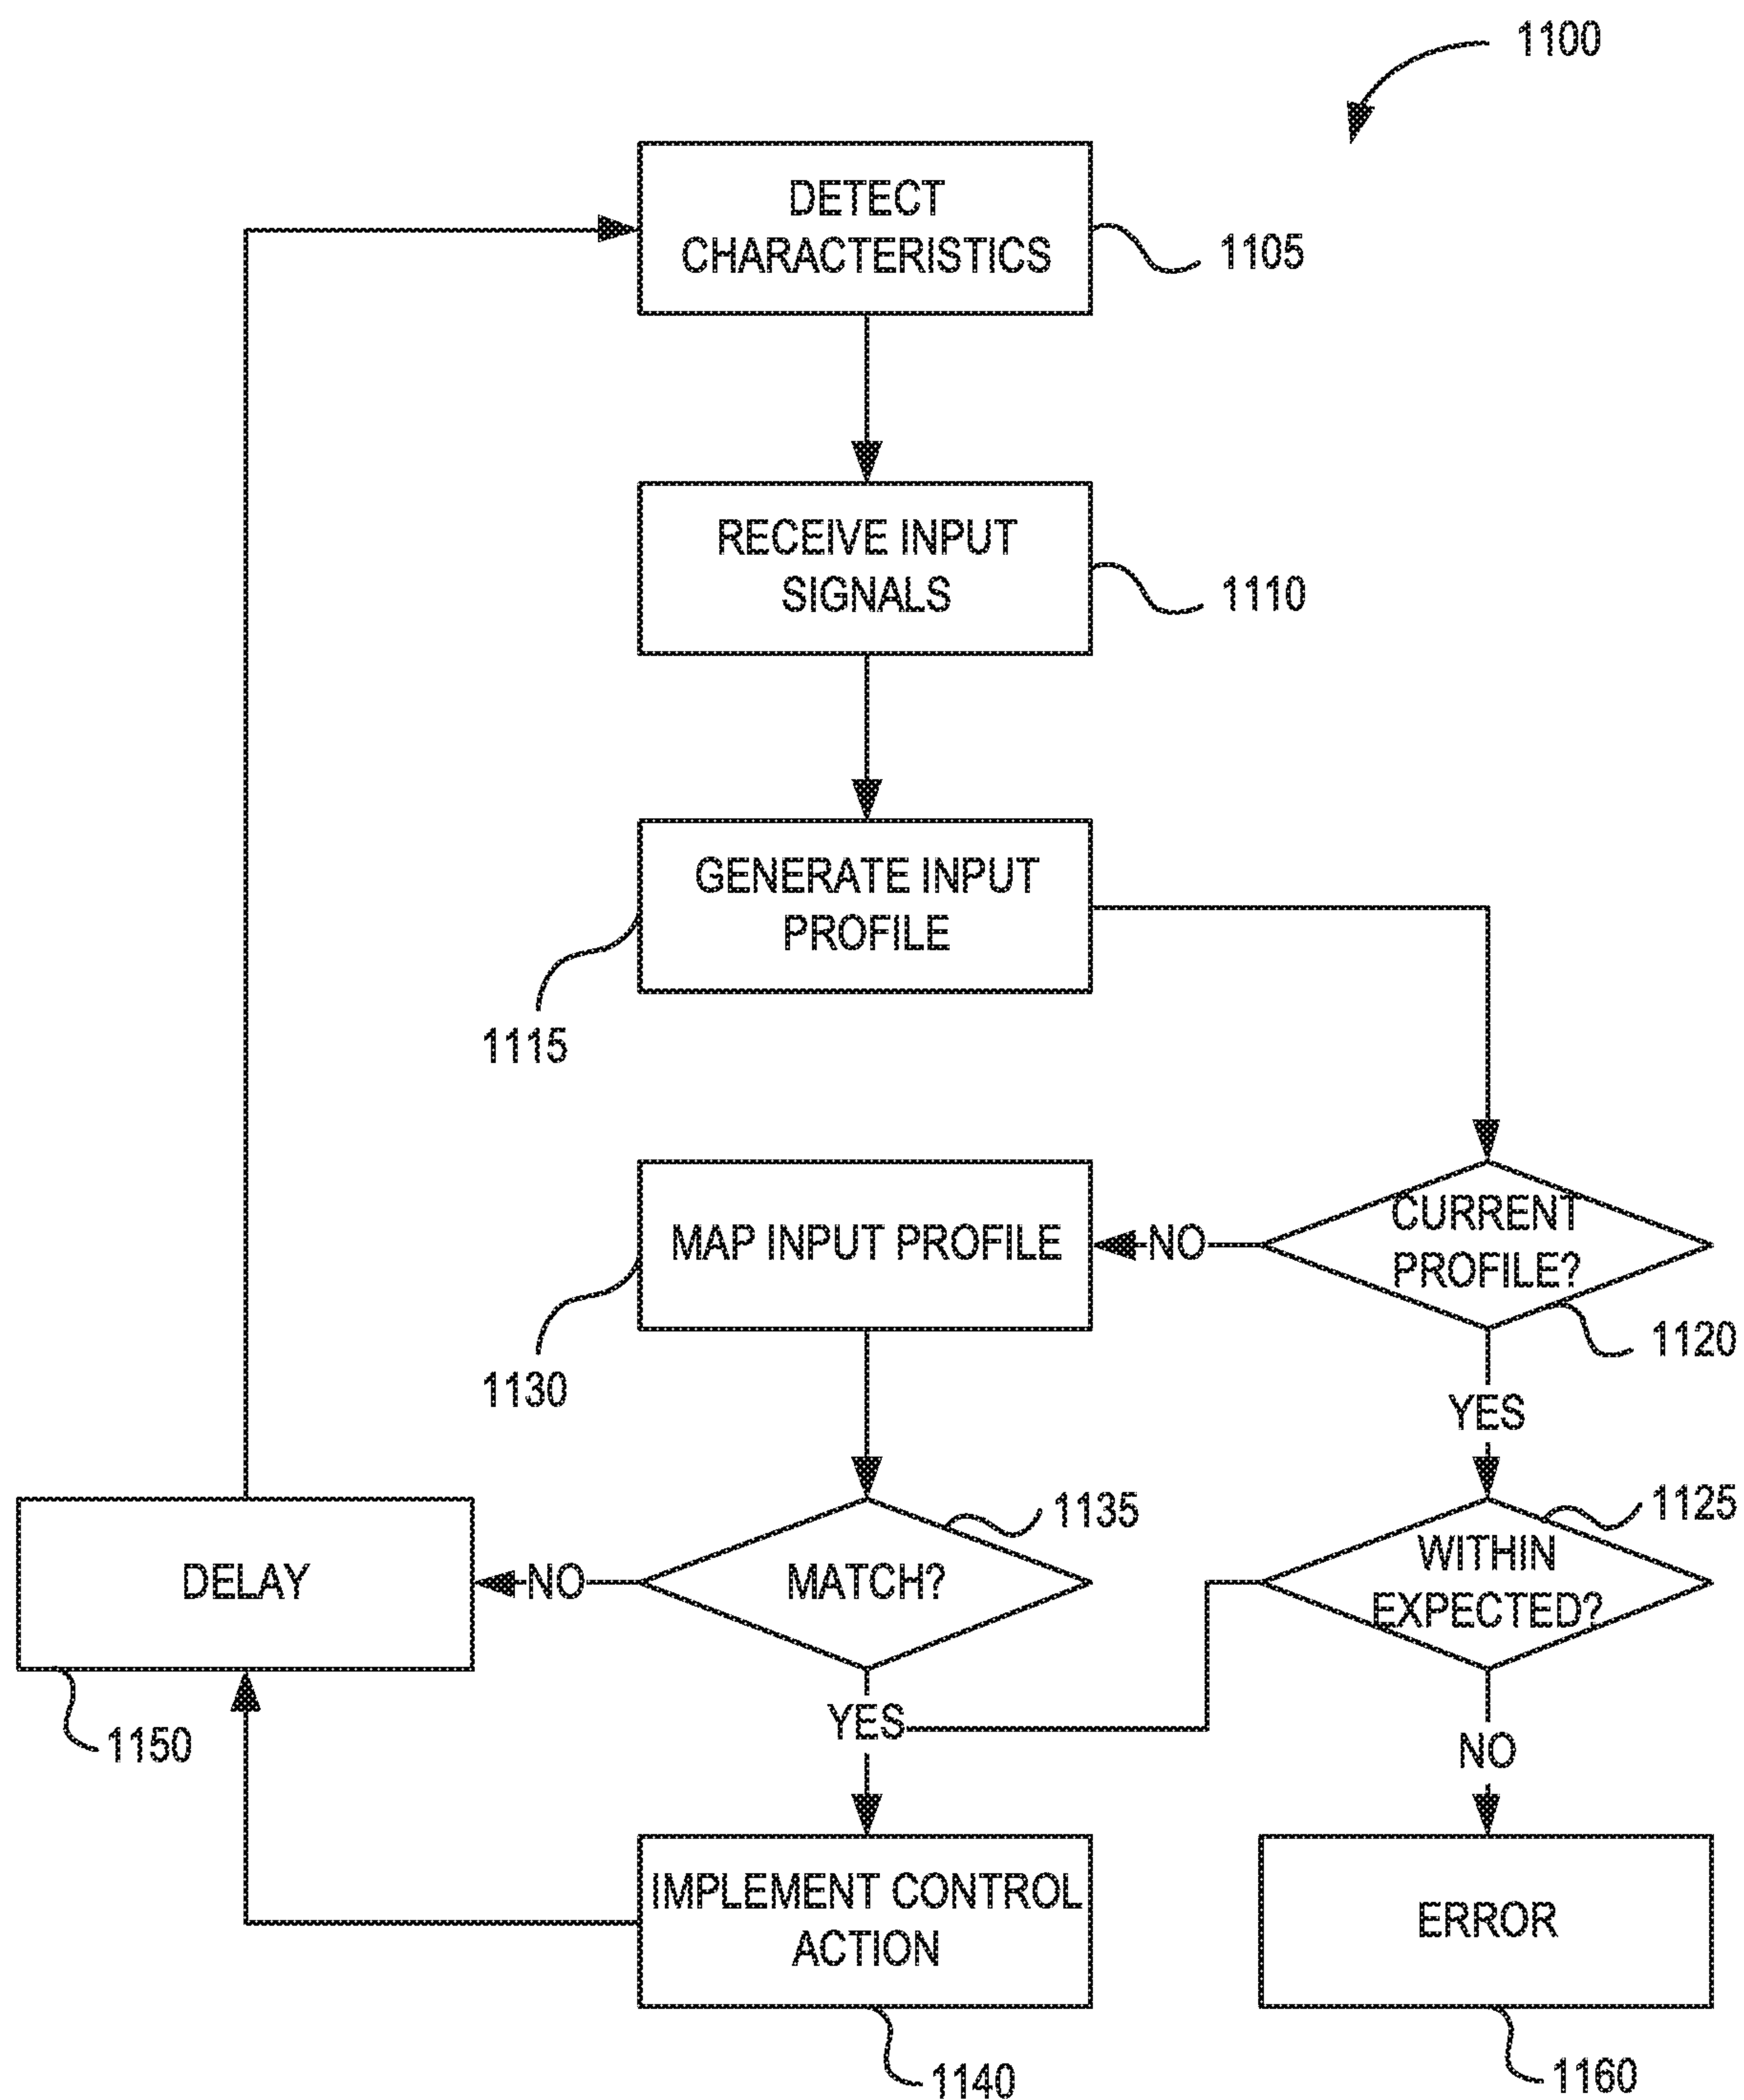 1100
DETECT
CHARACTERISTICS
1105
RECEIVE INPUT
SIGNALS
1110
GENERATE INPUT
PROFILE
1115
MAP INPUT PROFILE
NO
CURRENT
PROFILE?
1120
1130
YES
1135
1125
DELAY
NO
MATCH?
WITHIN
EXPECTED?
1150
YES
NO
IMPLEMENT CONTROL
ACTION
ERROR
1140
1160